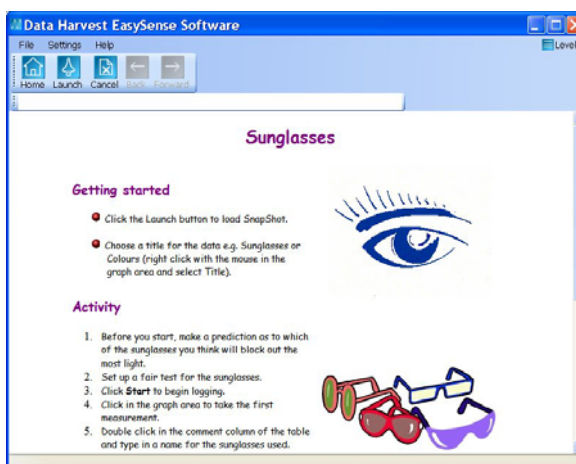 Data Harvest EasySense Software
File Settings Help
Level
Home Launch Cancel Back Forward
Sunglasses
Getting started
Click the Launch button to load SnapShot.
Choose a title for the data e.g. Sunglasses or
Colours (right click with the mouse in the
graph area and select Title).
Activity
1. Before you start, make a prediction as to which
of the sunglasses you think will block out the
most light.
2. Set up a fair test for the sunglasses.
3. Click Start to begin logging.
4. Click in the graph area to take the first
measurement.
5. Double click in the comment column of the table
and type in a name for the sunglasses used.